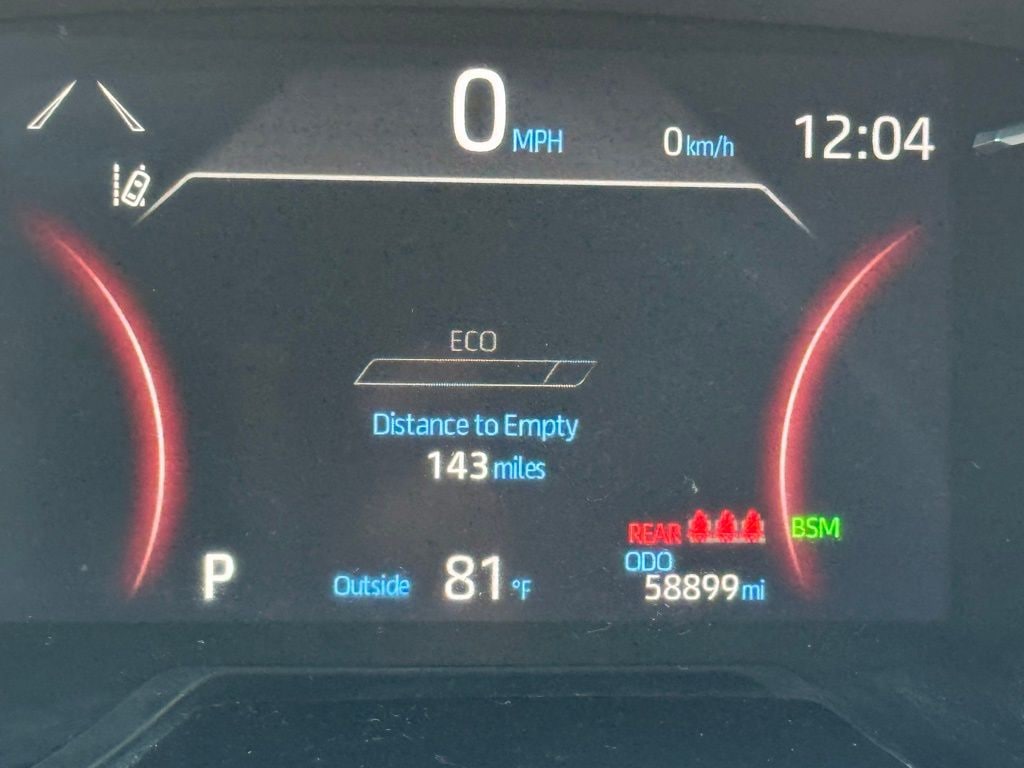 0 MPH 0 km/h 12:04
ECO
Distance to Empty
143 miles
REAR BSM
ODO
P Outside 81 °F 58899 mi